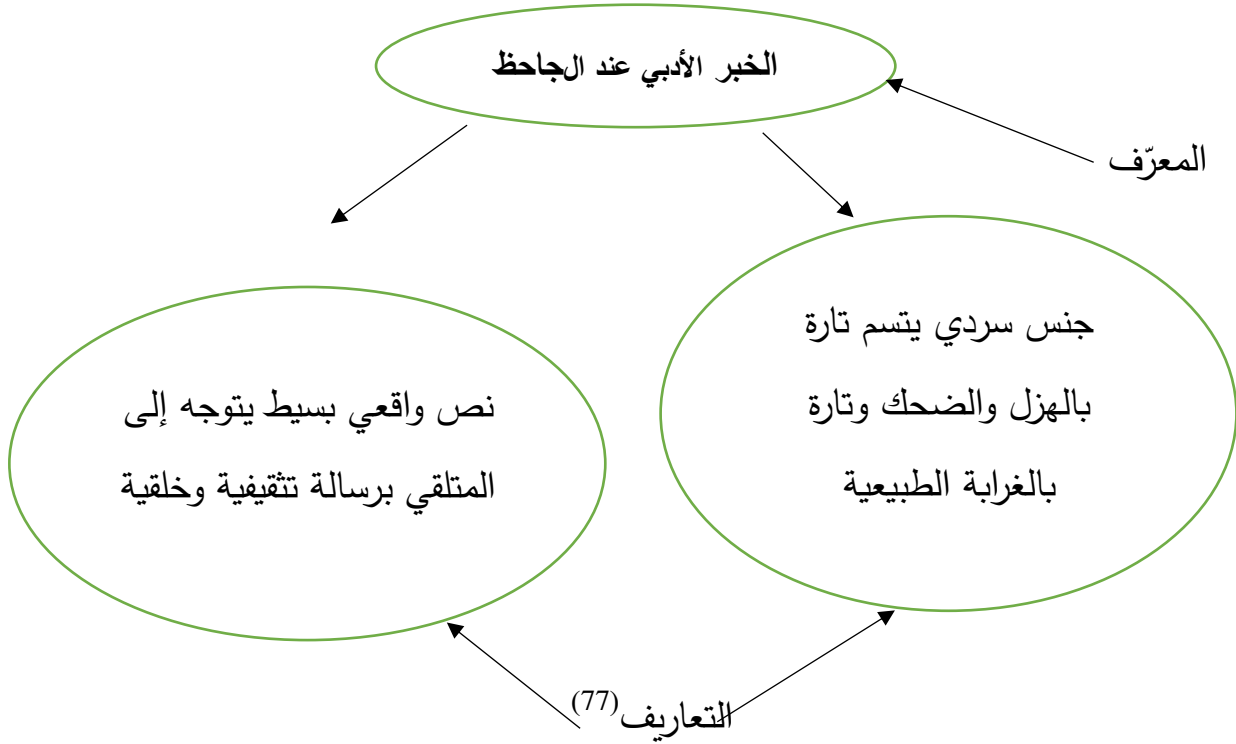 الخبر الأدبي عند الجاحظ
المعرّف
جنس سردي يتسم تارة
بالهزل والضحك وتارة
بالغرابة الطبيعية
نص واقعي بسيط يتوجه إلى
المتلقي برسالة تثقيفية وخلقية
التعاريف(77)